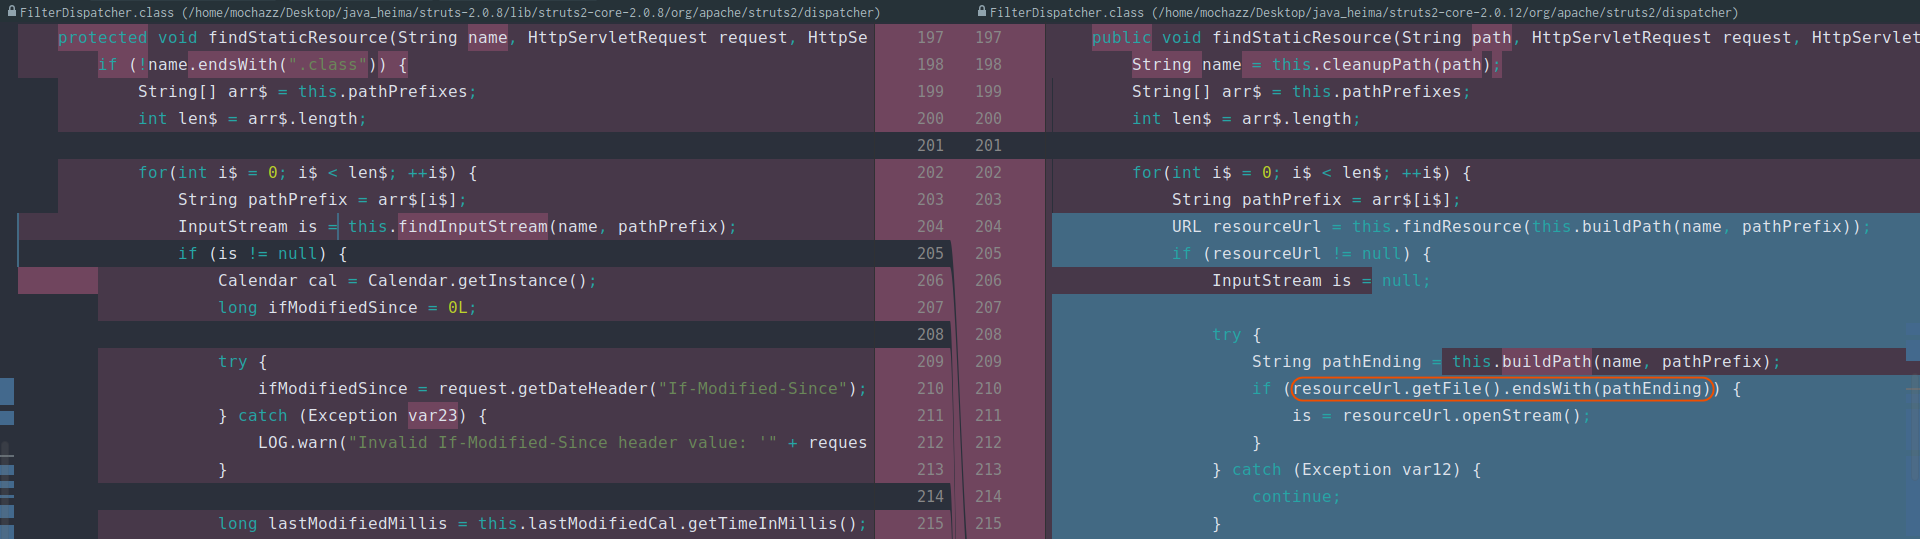 FilterDispatcher.class (/home/mochazz/Desktop/java_heima/struts-2.0.8/lib/struts2-core-2.0.8/org/apache/struts2/dispatcher)
protected void findStaticResource(String name, HttpServletRequest request, HttpSe 197
if (!name.endsWith(".class")) { 198
String[] arr$ = this.pathPrefixes; 199
int len$ = arr$.length; 200
201
for(int i$ = 0; i$ < len$; ++i$) { 202
String pathPrefix = arr$[i$]; 203
InputStream is = this.findInputStream(name, pathPrefix); 204
if (is != null) { 205
Calendar cal = Calendar.getInstance(); 206
long ifModifiedSince = 0L; 207
208
try { 209
ifModifiedSince = request.getDateHeader("If-Modified-Since"); 210
} catch (Exception var23) { 211
LOG.warn("Invalid If-Modified-Since header value: '" + reques 212
} 213
214
long lastModifiedMillis = this.lastModifiedCal.getTimeInMillis(); 215
FilterDispatcher.class (/home/mochazz/Desktop/java_heima/struts2-core-2.0.12/org/apache/struts2/dispatcher)
197 public void findStaticResource(String path, HttpServletRequest request, HttpServlet
198 String name = this.cleanupPath(path);
199 String[] arr$ = this.pathPrefixes;
200 int len$ = arr$.length;
201
202 for(int i$ = 0; i$ < len$; ++i$) {
203 String pathPrefix = arr$[i$];
204 URL resourceUrl = this.findResource(this.buildPath(name, pathPrefix));
205 if (resourceUrl != null) {
206 InputStream is = null;
207
208 try {
209 String pathEnding = this.buildPath(name, pathPrefix);
210 if (resourceUrl.getFile().endsWith(pathEnding)) {
211 is = resourceUrl.openStream();
212 }
213 } catch (Exception var12) {
214 continue;
215 }